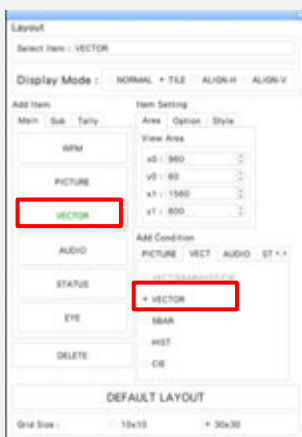 Layout
Select Item : VECTOR
Display Mode : NORMAL TILE ALIGN-H ALIGN-V
Add Item
Main Sub Tally
WFM
PICTURE
VECTOR
AUDIO
STATUS
EYE
DELETE
Item Setting
Area Option Style
View Area
x0 : 960
y0 : 60
x1 : 1560
y1 : 600
Add Condition
PICTURE VECT AUDIO ST
VECTOR
5BAR
HIST
CIE
DEFAULT LAYOUT
Grid Size : 10x10 30x30